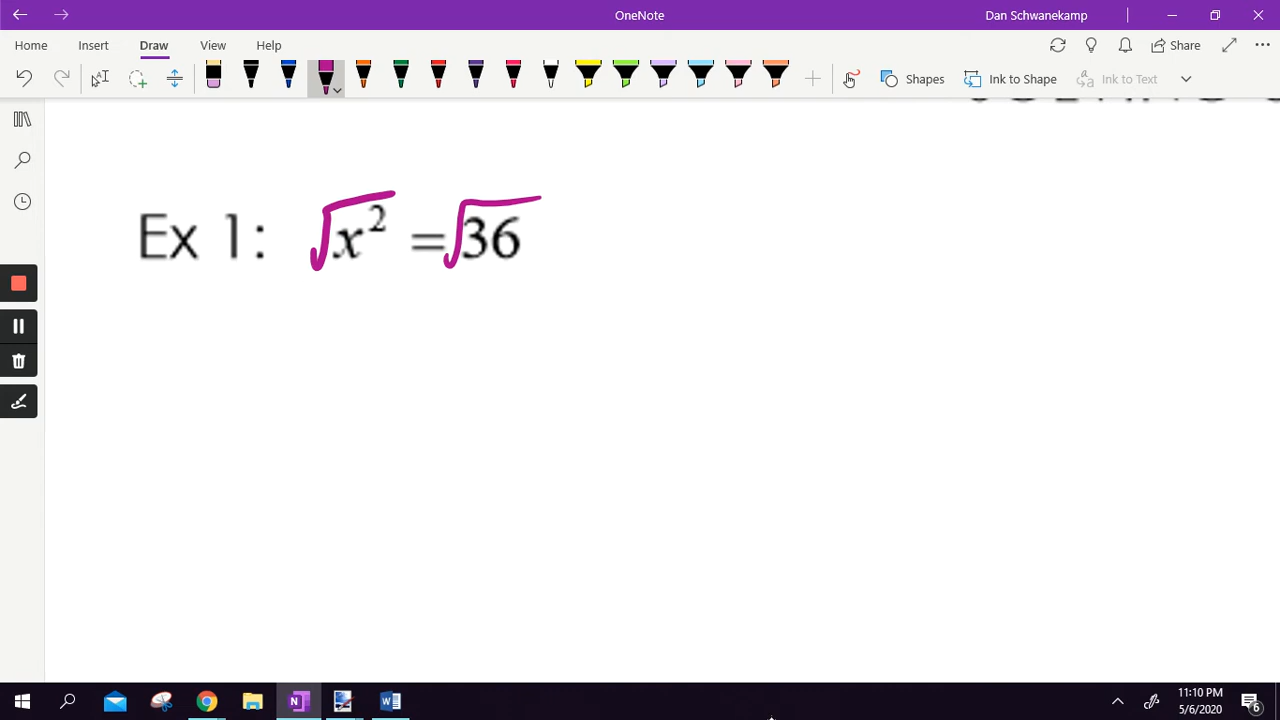 OneNote
Dan Schwanekamp
Home Insert Draw View Help
Share
Shapes Ink to Shape Ink to Text
Ex 1: √x² = √36
11:10 PM
5/6/2020
6